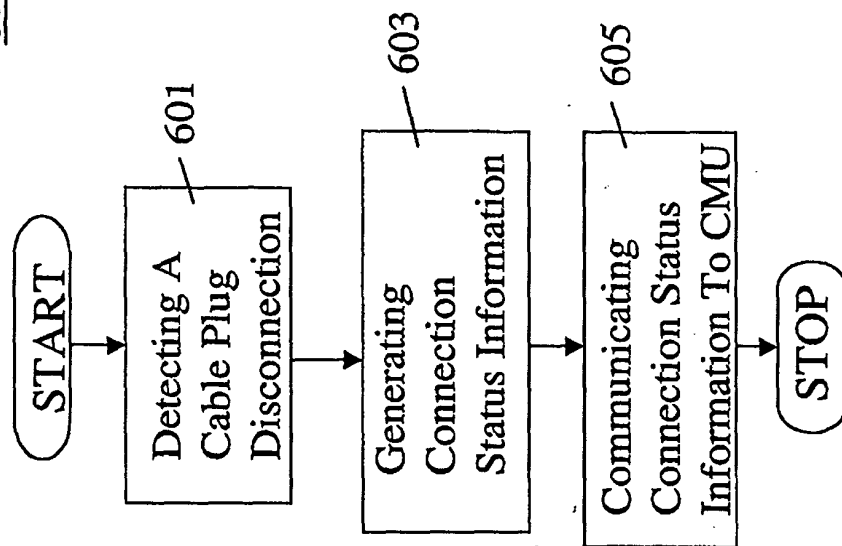 START
Detecting A
Cable Plug
Disconnection
601
Generating
Connection
Status Information
603
Communicating
Connection Status
Information To CMU
605
STOP